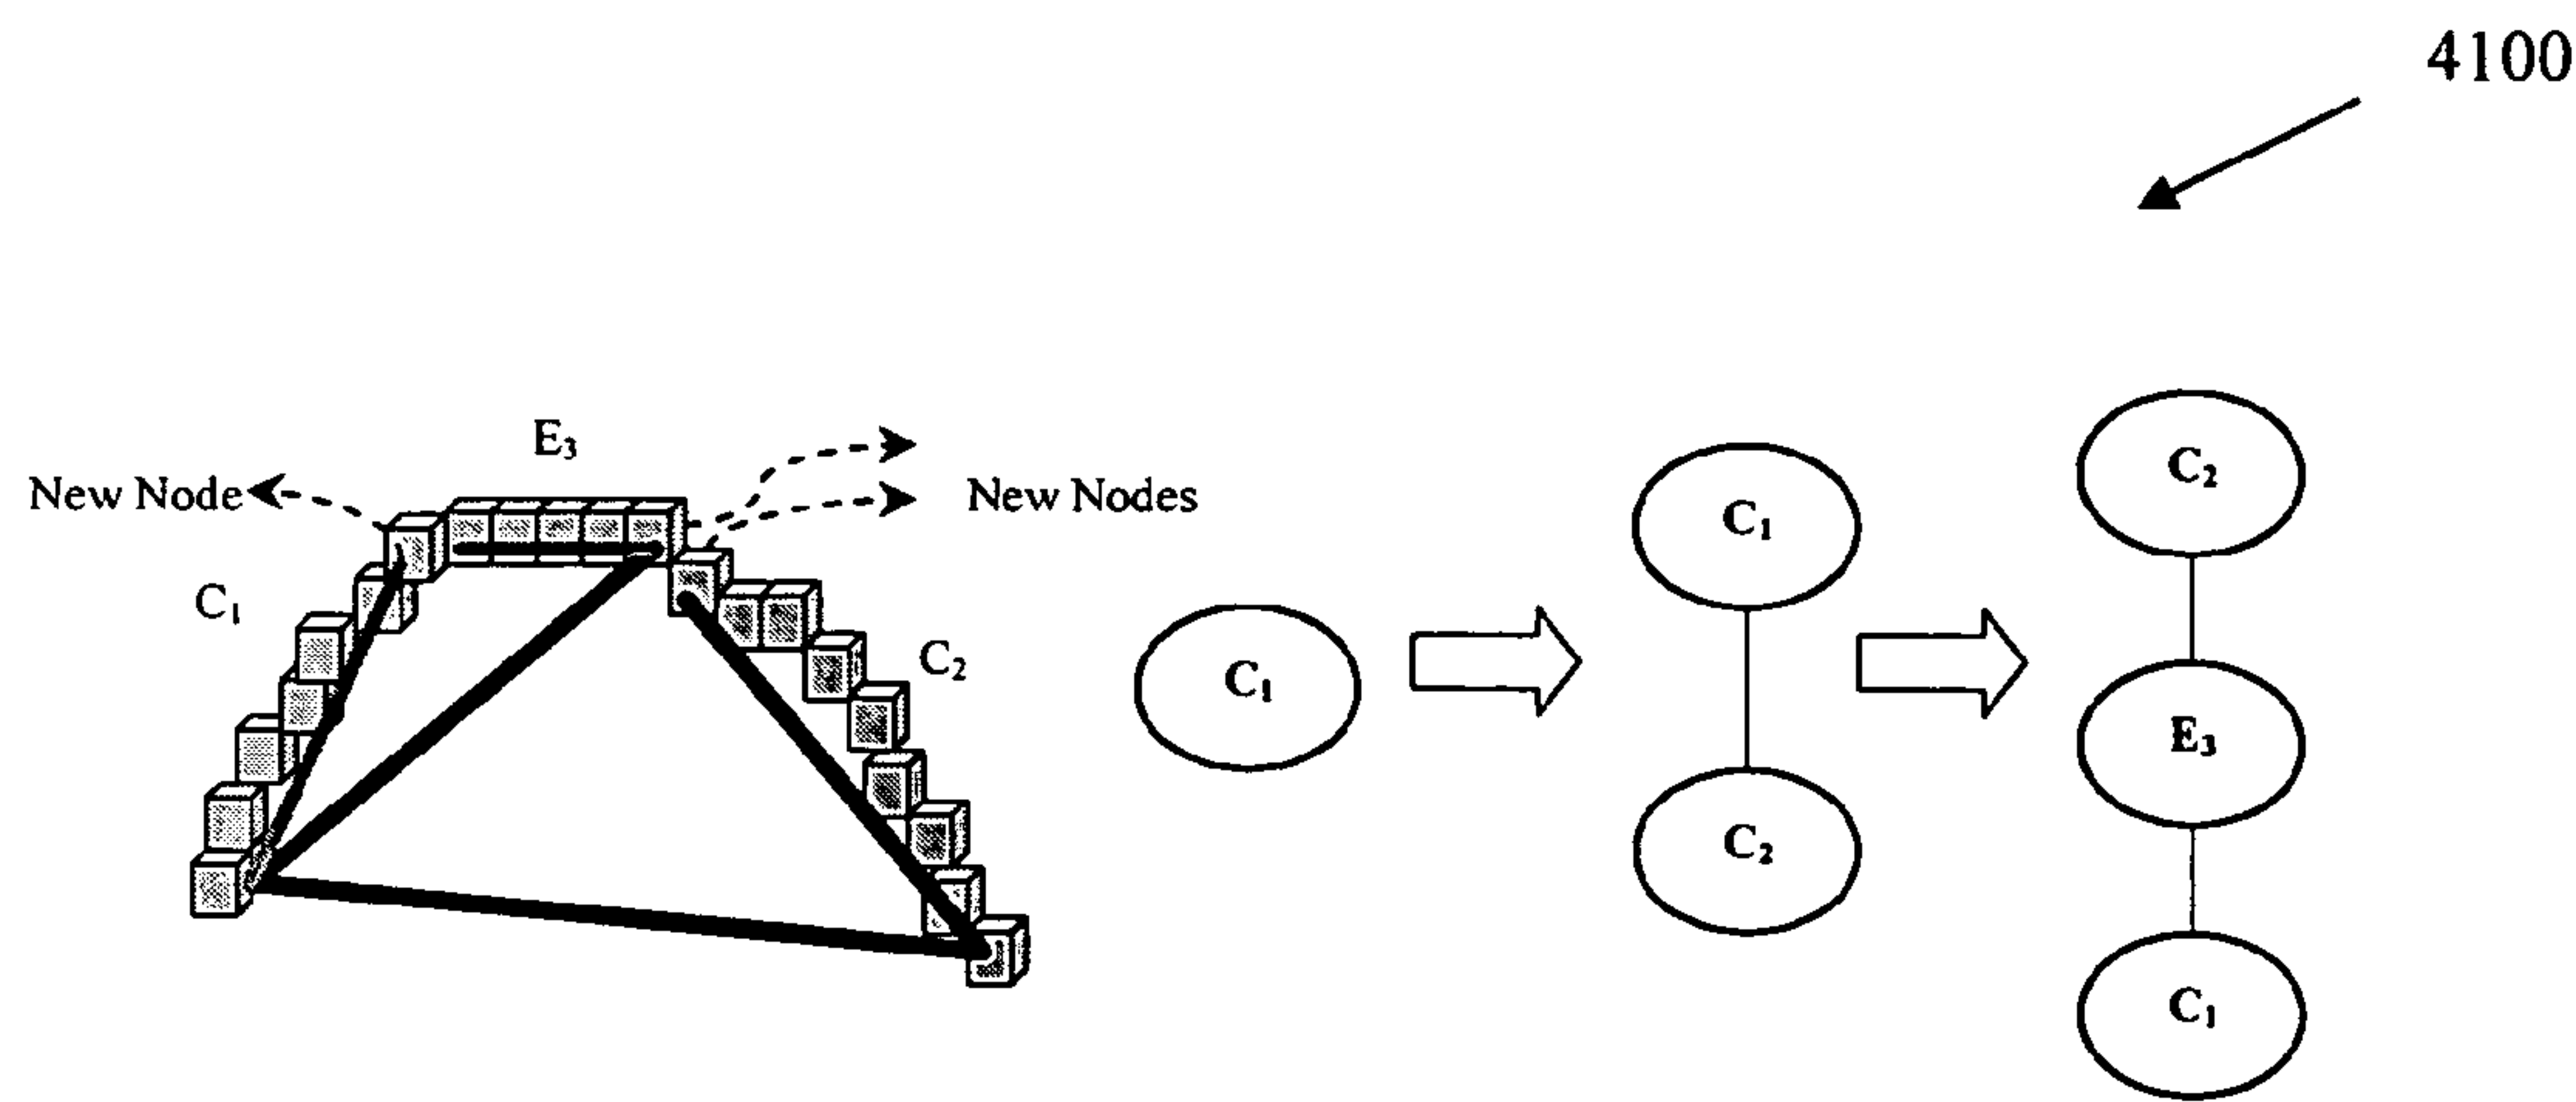 4100
E₃
New Node
New Nodes
C₁
C₂
C₁
C₁
C₂
C₂
E₃
C₁